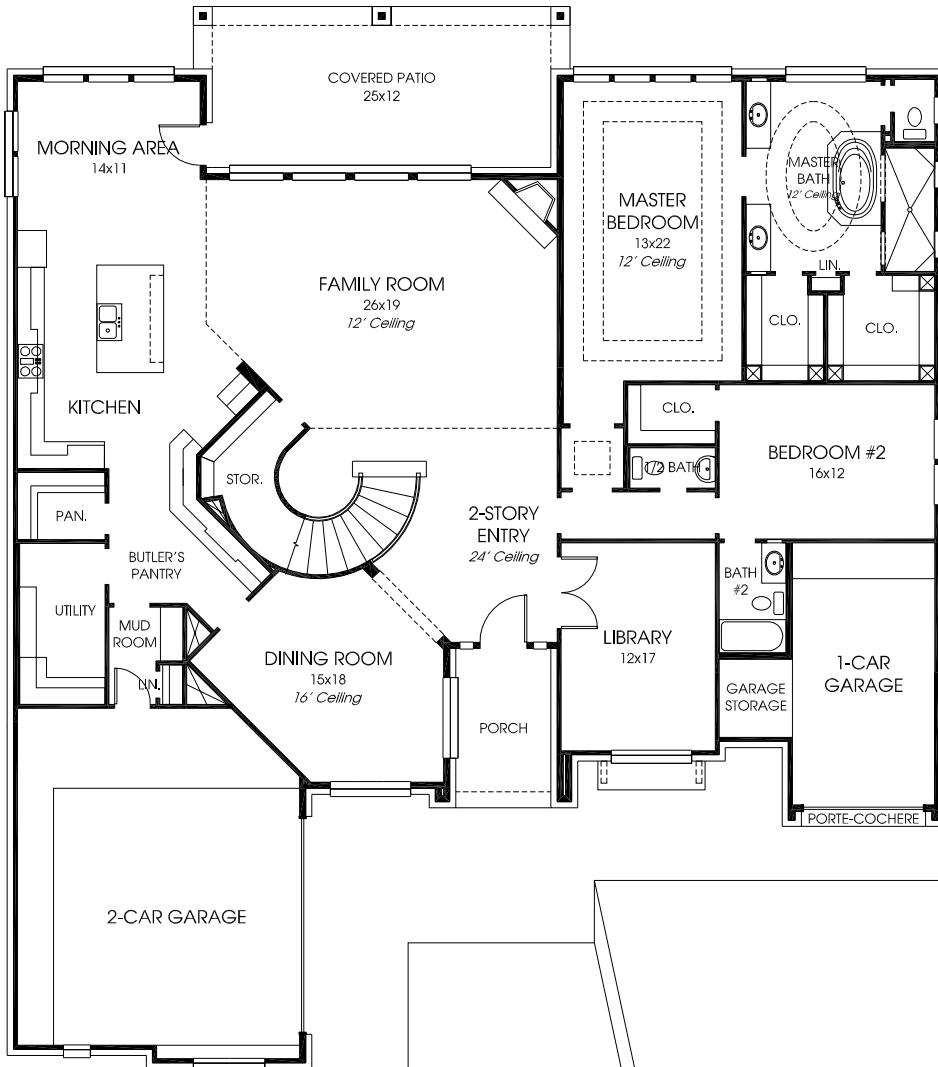 COVERED PATIO
25x12
MORNING AREA
14x11
MASTER
BATH
12' Ceiling
MASTER
BEDROOM
13x22
12' Ceiling
LIN.
FAMILY ROOM
26x19
12' Ceiling
CLO.
CLO.
KITCHEN
CLO.
BEDROOM #2
16x12
1/2 BATH
STOR.
PAN.
2-STORY
ENTRY
24' Ceiling
BUTLER'S
PANTRY
BATH
#2
UTILITY
MUD
ROOM
LIBRARY
12x17
DINING ROOM
15x18
16' Ceiling
1-CAR
GARAGE
LIN.
GARAGE
STORAGE
PORCH
PORTE-COCHERE
2-CAR GARAGE